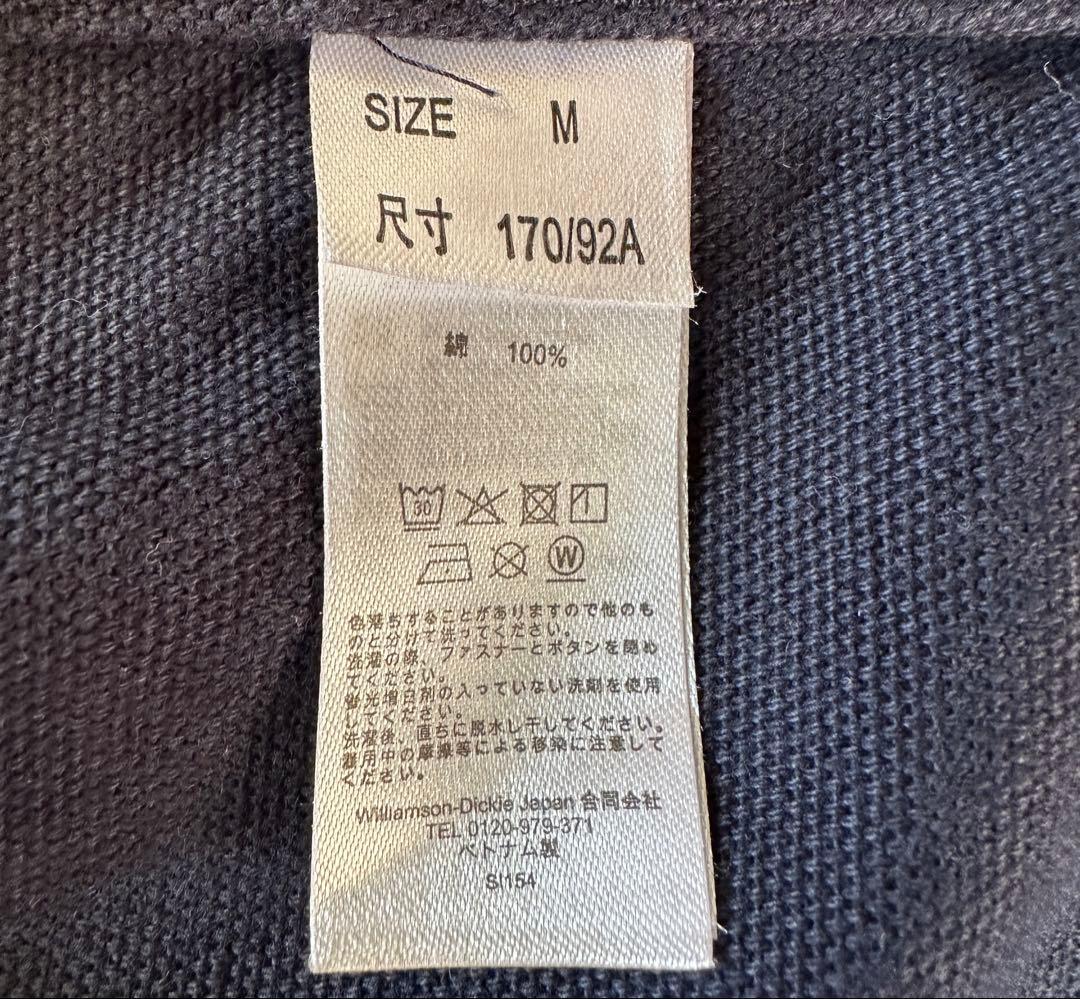 SIZE M
尺寸 170/92A
綿 100%
30
W
色落ちすることがありますので他のも
のと分けて洗ってください。
洗濯の際、ファスナーとボタンを閉め
てください。
蛍光増白剤の入っていない洗剤を使用
してください。
洗濯後、直ちに脱水し干してください。
着用中の摩擦等による移染に注意して
ください。
Williamson-Dickie Japan 合同会社
TEL 0120-979-371
ベトナム製
SI154